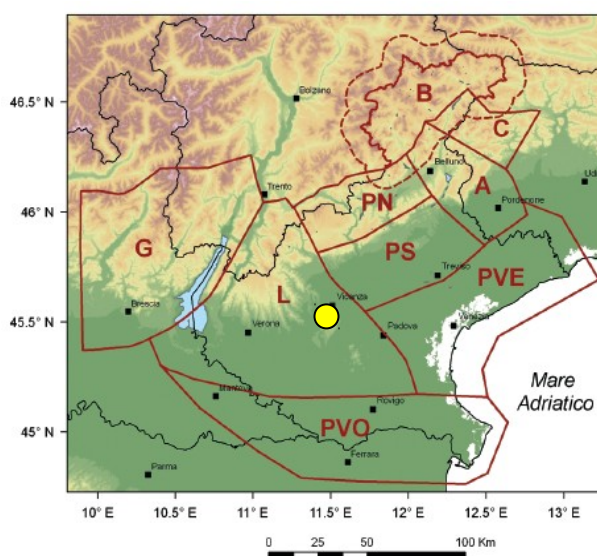 46.5° N
46° N
45.5° N
45° N
Bolzano
B
C
Trento
Belluno
Udi
PN
A
Pordenone
G
PS
L
Treviso
PVE
Brescia
Vicenza
Verona
Padova
Venezia
Mare
Adriatico
Mantova
Rovigo
PVO
Parma
Ferrara
10° E
10.5° E
11° E
11.5° E
12° E
12.5° E
13° E
0 25 50 100 Km